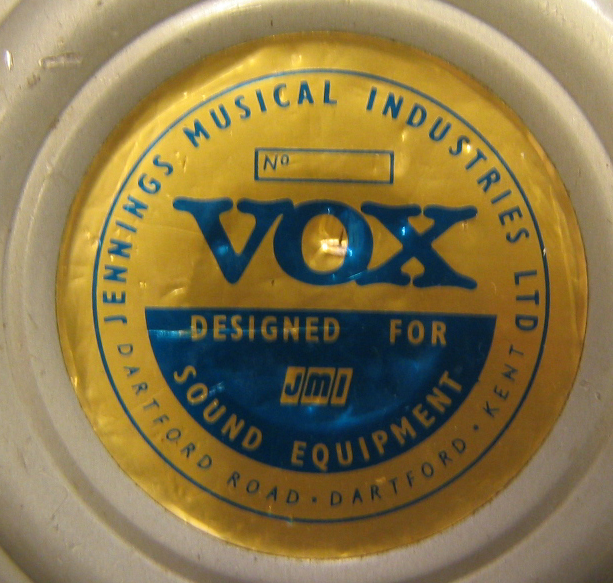 JENNINGS MUSICAL INDUSTRIES LTD
Nº
VOX
DESIGNED FOR
JMI
SOUND EQUIPMENT
DARTFORD ROAD · DARTFORD · KENT